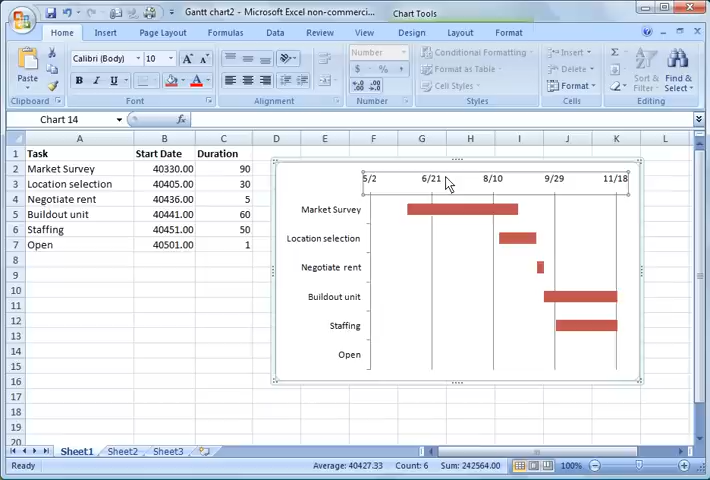 Gantt chart2 - Microsoft Excel non-commerci...
Chart Tools
Home Insert Page Layout Formulas Data Review View Design Layout Format
Paste
Clipboard
Calibri (Body) 10
B I U
Font
Alignment
Number
$ % ,
Number
Conditional Formatting
Format as Table
Cell Styles
Styles
Insert
Delete
Format
Cells
Sort & Filter
Find & Select
Editing
Chart 14
fx
A B C D E F G H I J K L
1 Task Start Date Duration
2 Market Survey 40330.00 90
3 Location selection 40405.00 30
4 Negotiate rent 40436.00 5
5 Buildout unit 40441.00 60
6 Staffing 40451.00 50
7 Open 40501.00 1
8
9
10
11
12
13
14
15
16
17
18
19
20
5/2 6/21 8/10 9/29 11/18
Market Survey
Location selection
Negotiate rent
Buildout unit
Staffing
Open
Sheet1 Sheet2 Sheet3
Ready
Average: 40427.33 Count: 6 Sum: 242564.00
100%